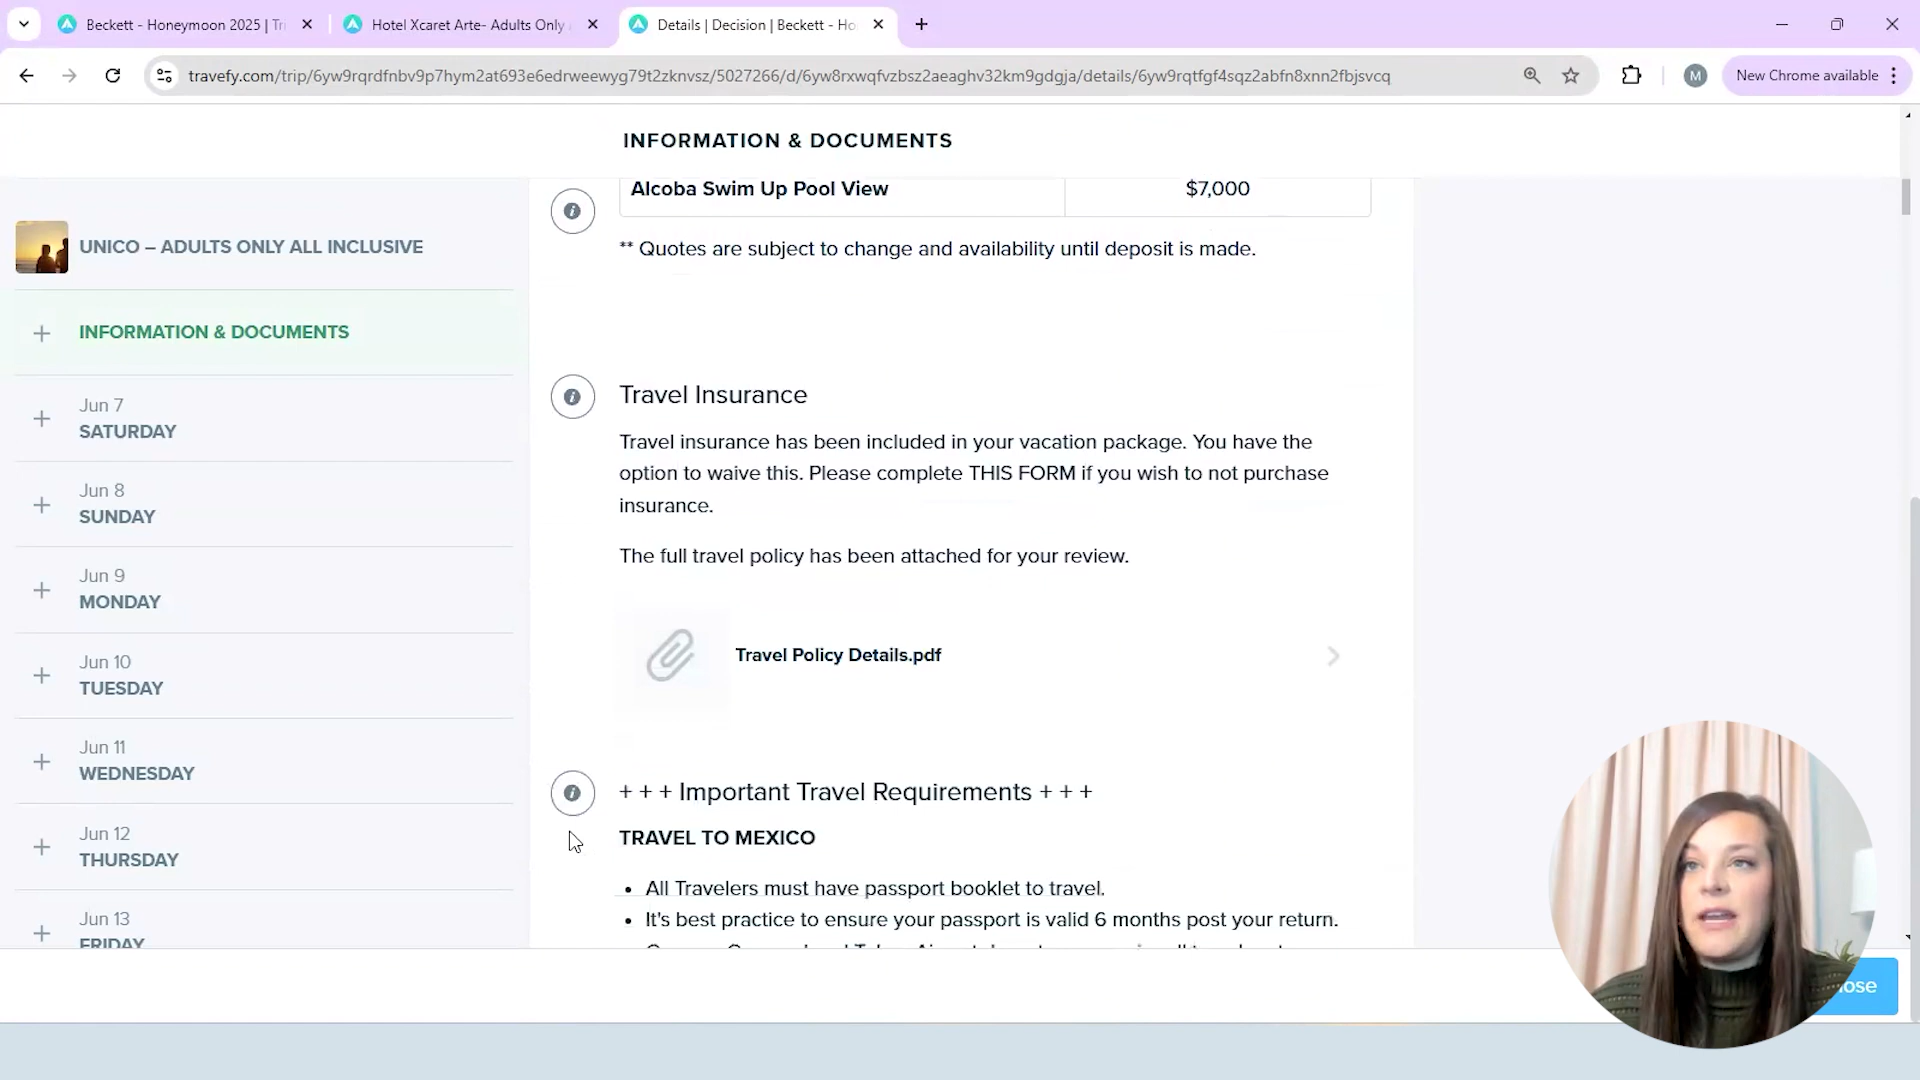 Beckett - Honeymoon 2025 | Tri
Hotel Xcaret Arte- Adults Only
Details | Decision | Beckett - Ho
travefy.com/trip/6yw9rqrdfnbv9p7hym2at693e6edrweewyg79t2zknvsz/5027266/d/6yw8rxwqfvzbsz2aeaghv32km9gdgja/details/6yw9rqtfgf4sqz2abfn8xnn2fbjsvcq
M
New Chrome available
INFORMATION & DOCUMENTS
UNICO – ADULTS ONLY ALL INCLUSIVE
INFORMATION & DOCUMENTS
Jun 7
SATURDAY
Jun 8
SUNDAY
Jun 9
MONDAY
Jun 10
TUESDAY
Jun 11
WEDNESDAY
Jun 12
THURSDAY
Jun 13
FRIDAY
Alcoba Swim Up Pool View $7,000
** Quotes are subject to change and availability until deposit is made.
Travel Insurance
Travel insurance has been included in your vacation package. You have the
option to waive this. Please complete THIS FORM if you wish to not purchase
insurance.
The full travel policy has been attached for your review.
Travel Policy Details.pdf
+ + + Important Travel Requirements + + +
TRAVEL TO MEXICO
• All Travelers must have passport booklet to travel.
• It's best practice to ensure your passport is valid 6 months post your return.